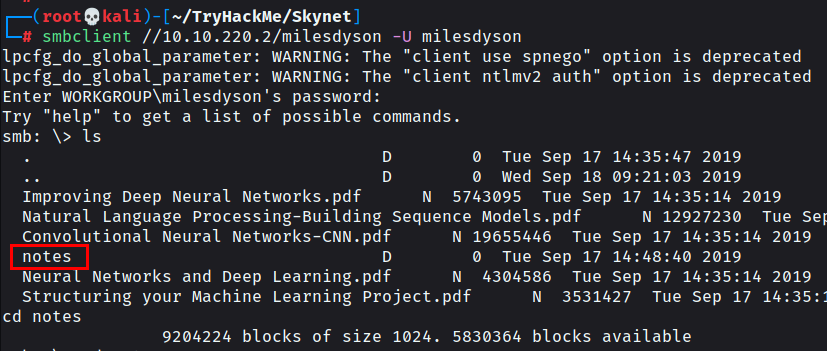 (root💀kali)-[~/TryHackMe/Skynet]
# smbclient //10.10.220.2/milesdyson -U milesdyson
lpcfg_do_global_parameter: WARNING: The "client use spnego" option is deprecated
lpcfg_do_global_parameter: WARNING: The "client ntlmv2 auth" option is deprecated
Enter WORKGROUP\milesdyson's password:
Try "help" to get a list of possible commands.
smb: \> ls
. D 0 Tue Sep 17 14:35:47 2019
.. D 0 Wed Sep 18 09:21:03 2019
Improving Deep Neural Networks.pdf N 5743095 Tue Sep 17 14:35:14 2019
Natural Language Processing-Building Sequence Models.pdf N 12927230 Tue Sep
Convolutional Neural Networks-CNN.pdf N 19655446 Tue Sep 17 14:35:14 2019
notes D 0 Tue Sep 17 14:48:40 2019
Neural Networks and Deep Learning.pdf N 4304586 Tue Sep 17 14:35:14 2019
Structuring your Machine Learning Project.pdf N 3531427 Tue Sep 17 14:35:1
cd notes
9204224 blocks of size 1024. 5830364 blocks available